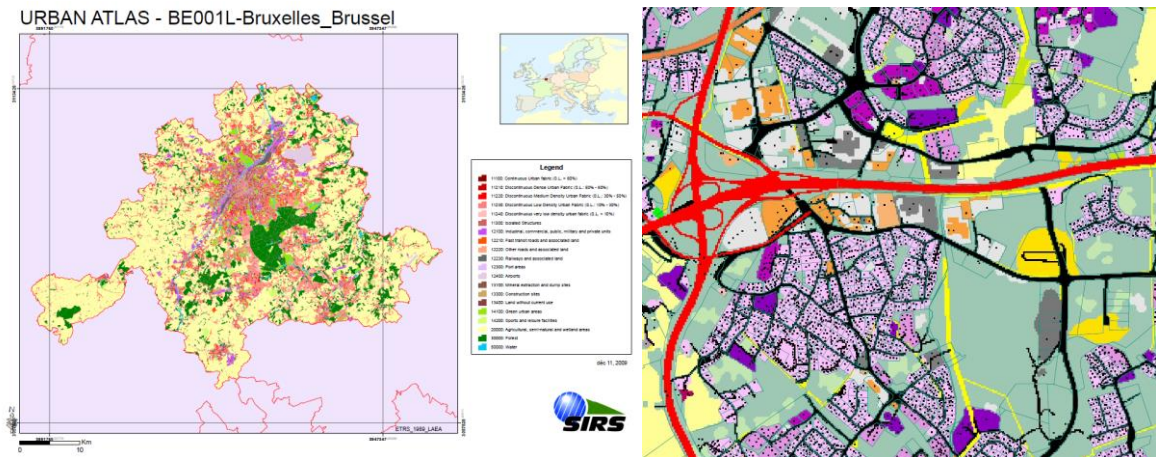 URBAN ATLAS - BE001L-Bruxelles_Brussel
Legend
11100: Continuous Urban fabric (S.L. > 80%)
11210: Discontinuous Dense Urban Fabric (S.L.: 50% - 80%)
11220: Discontinuous Medium Density Urban Fabric (S.L.: 30% - 50%)
11230: Discontinuous Low Density Urban Fabric (S.L.: 10% - 30%)
11240: Discontinuous very low density urban fabric (S.L. < 10%)
11300: Isolated Structures
12100: Industrial, commercial, public, military and private units
12210: Fast transit roads and associated land
12220: Other roads and associated land
12230: Railways and associated land
12300: Port areas
12400: Airports
13100: Mineral extraction and dump sites
13300: Construction sites
13400: Land without current use
14100: Green urban areas
14200: Sports and leisure facilities
20000: Agricultural, semi-natural and wetland areas
30000: Forest
50000: Water
SIRS
ETRS_1989_LAEA
Km
0 10